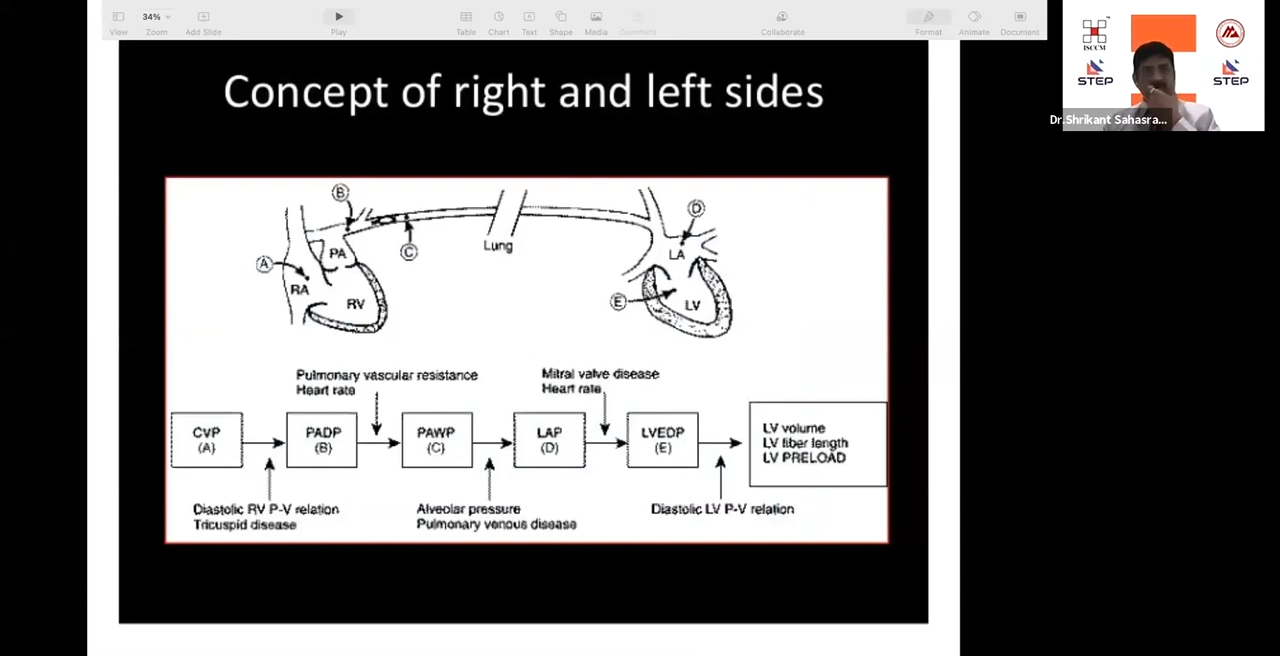 34%
View
Zoom
Add Slide
Play
Table
Chart
Text
Shape
Media
Comment
Collaborate
Format
Animate
Document
ISCCM
STEP
STEP
Dr.Shrikant Sahasra...
Concept of right and left sides
B
D
Lung
PA
C
LA
A
RA
RV
E
LV
Pulmonary vascular resistance
Heart rate
Mitral valve disease
Heart rate
CVP
(A)
PADP
(B)
PAWP
(C)
LAP
(D)
LVEDP
(E)
LV volume
LV fiber length
LV PRELOAD
Diastolic RV P-V relation
Tricuspid disease
Alveolar pressure
Pulmonary venous disease
Diastolic LV P-V relation